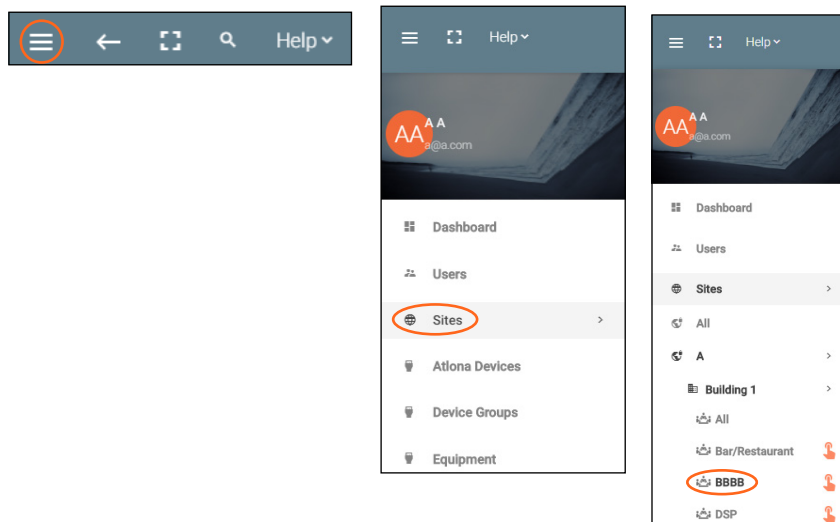 Help
Help
AA
A A
a@a.com
Dashboard
Users
Sites
Atlona Devices
Device Groups
Equipment
Help
AA
A A
a@a.com
Dashboard
Users
Sites
All
A
Building 1
All
Bar/Restaurant
BBBB
DSP